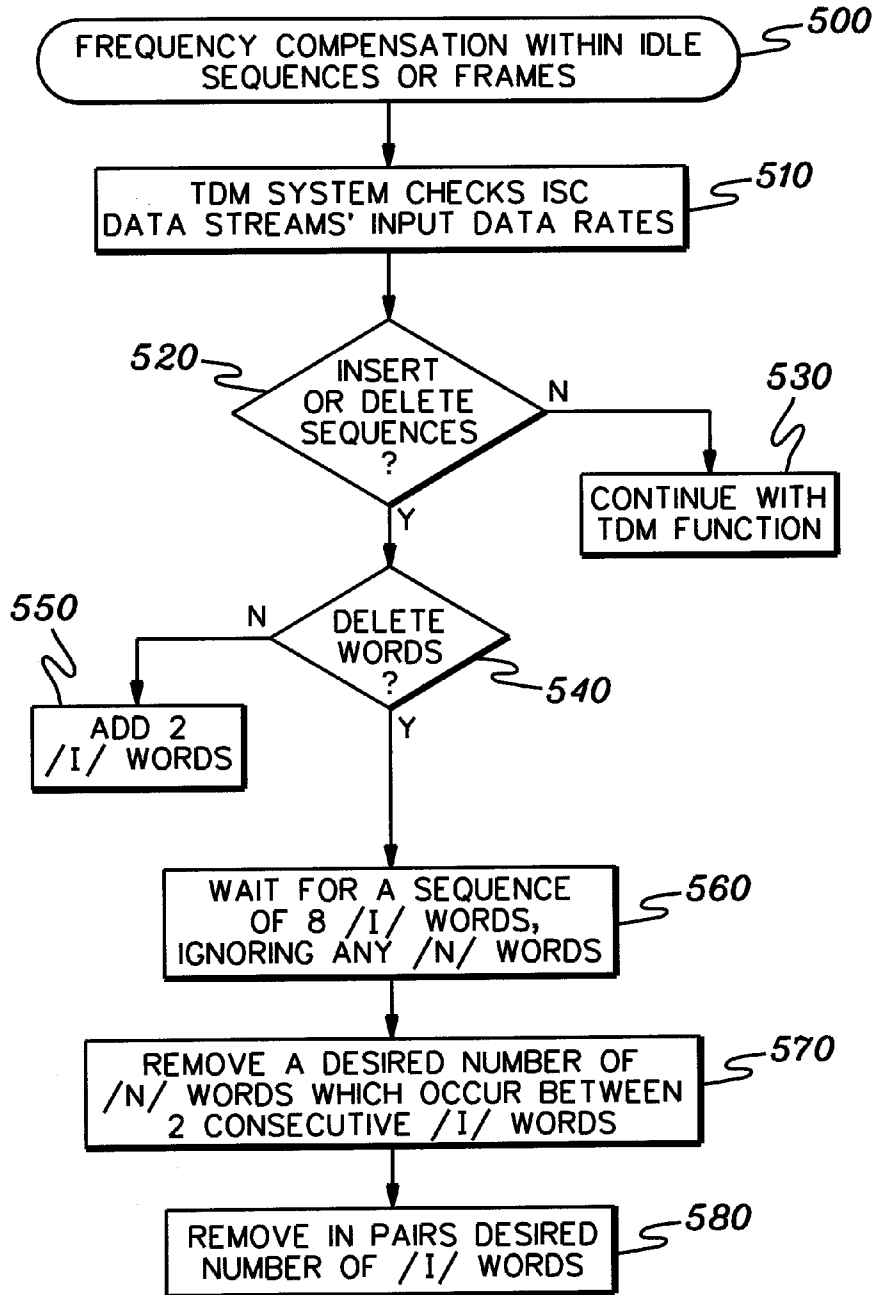 FREQUENCY COMPENSATION WITHIN IDLE
SEQUENCES OR FRAMES
500
TDM SYSTEM CHECKS ISC
DATA STREAMS' INPUT DATA RATES
510
520
INSERT
OR DELETE
SEQUENCES
?
N
530
CONTINUE WITH
TDM FUNCTION
Y
550
N
DELETE
WORDS
?
540
ADD 2
/I/ WORDS
Y
WAIT FOR A SEQUENCE
OF 8 /I/ WORDS,
IGNORING ANY /N/ WORDS
560
REMOVE A DESIRED NUMBER OF
/N/ WORDS WHICH OCCUR BETWEEN
2 CONSECUTIVE /I/ WORDS
570
REMOVE IN PAIRS DESIRED
NUMBER OF /I/ WORDS
580